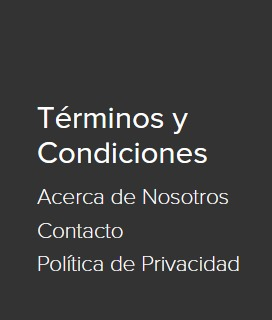 Términos y
Condiciones
Acerca de Nosotros
Contacto
Política de Privacidad